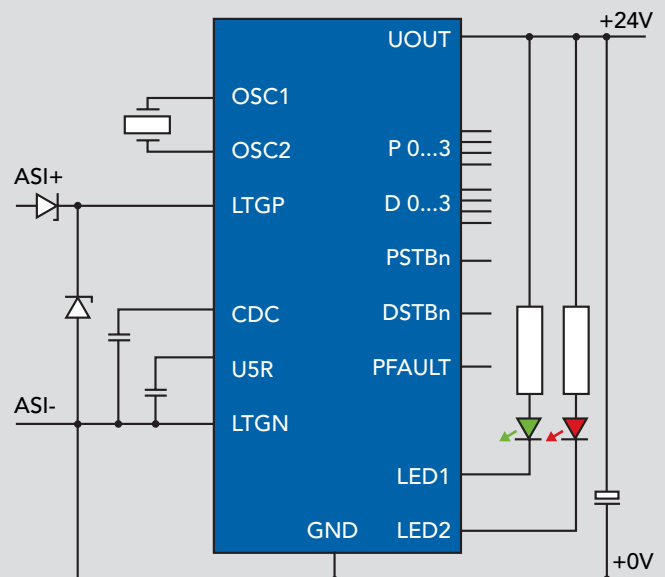 +24V
UOUT
OSC1
OSC2
P 0...3
ASI+
LTGP
D 0...3
PSTBn
CDC
DSTBn
U5R
PFAULT
ASI-
LTGN
LED1
GND
LED2
+0V